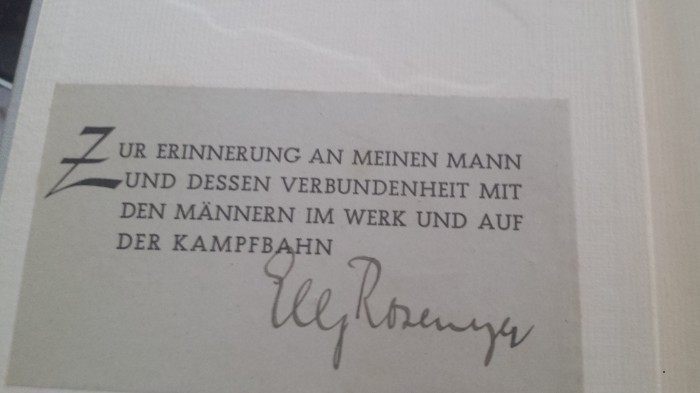 ZUR ERINNERUNG AN MEINEN MANN
UND DESSEN VERBUNDENHEIT MIT
DEN MÄNNERN IM WERK UND AUF
DER KAMPFBAHN
Elly Rosemeyer